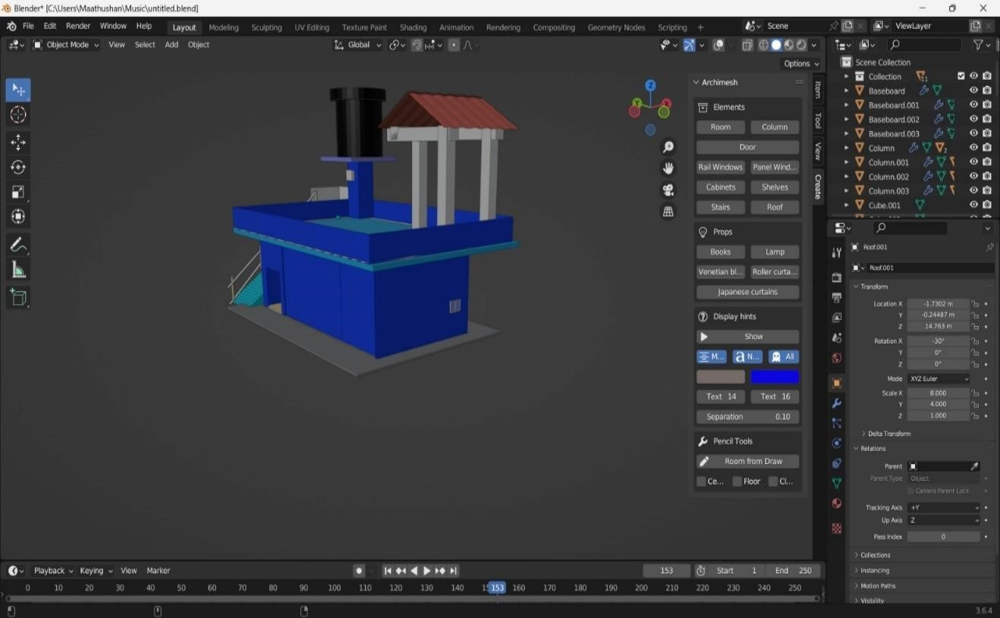 Blender* [C:\Users\Maathushan\Music\untitled.blend]
File Edit Render Window Help Layout Modeling Sculpting UV Editing Texture Paint Shading Animation Rendering Compositing Geometry Nodes Scripting + Scene ViewLayer
Object Mode View Select Add Object Global
Options
Archimesh
Elements
Room Column
Door
Rail Windows Panel Wind...
Cabinets Shelves
Stairs Roof
Props
Books Lamp
Venetian bl... Roller curta...
Japanese curtains
Display hints
Show
M... N... All
Text 14 Text 16
Separation 0.10
Pencil Tools
Room from Draw
Ce... Floor Cl...
Item
Tool
View
Create
Z
Y
X
Scene Collection
Collection 11
Baseboard
Baseboard.001
Baseboard.002
Baseboard.003
Column 2
Column.001
Column.002
Column.003
Cube.001
Roof.001
Roof.001
Transform
Location X -1.7302 m
Y -0.24487 m
Z 14.763 m
Rotation X -30°
Y 0°
Z 0°
Mode XYZ Euler
Scale X 8.000
Y 4.000
Z 1.000
Delta Transform
Relations
Parent
Parent Type Object
Camera Parent Lock
Tracking Axis +Y
Up Axis Z
Pass Index 0
Collections
Instancing
Motion Paths
Visibility
Playback Keying View Marker 153 Start 1 End 250
0 10 20 30 40 50 60 70 80 90 100 110 120 130 140 153 160 170 180 190 200 210 220 230 240 250
3.6.4